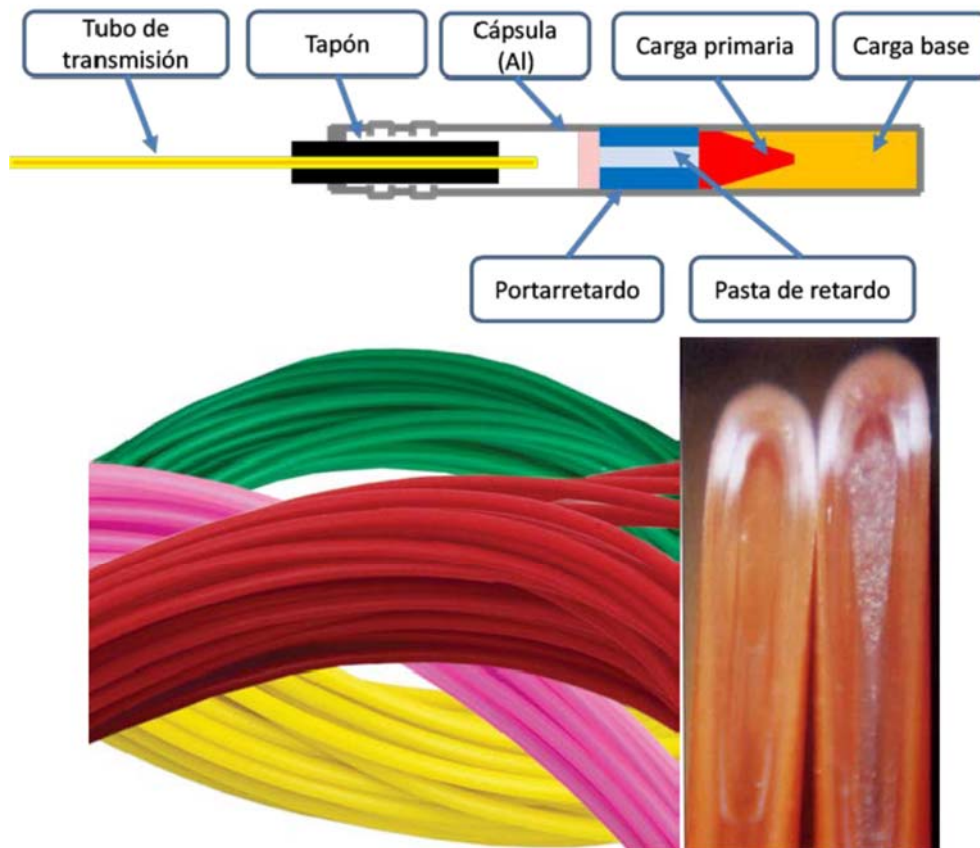 Tubo de
transmisión
Tapón
Cápsula
(Al)
Carga primaria
Carga base
Portarretardo
Pasta de retardo